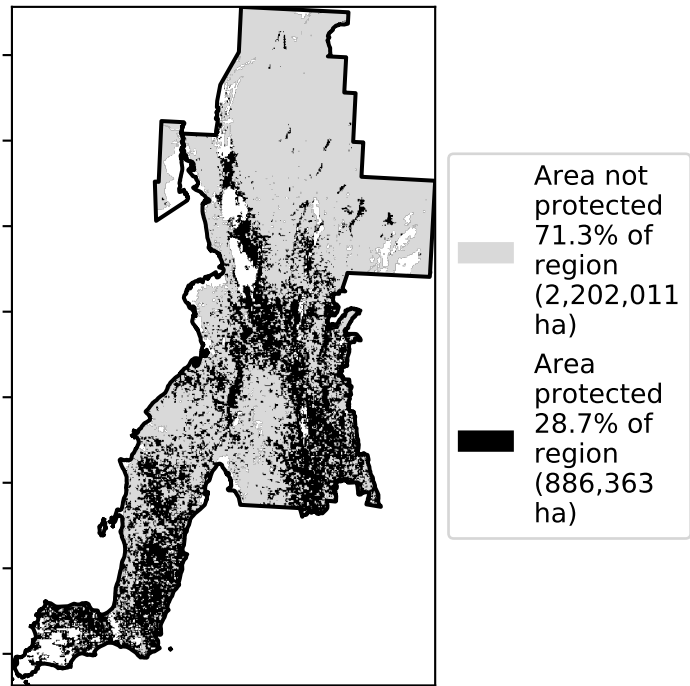 Area not
protected
71.3% of
region
(2,202,011
ha)
Area
protected
28.7% of
region
(886,363
ha)